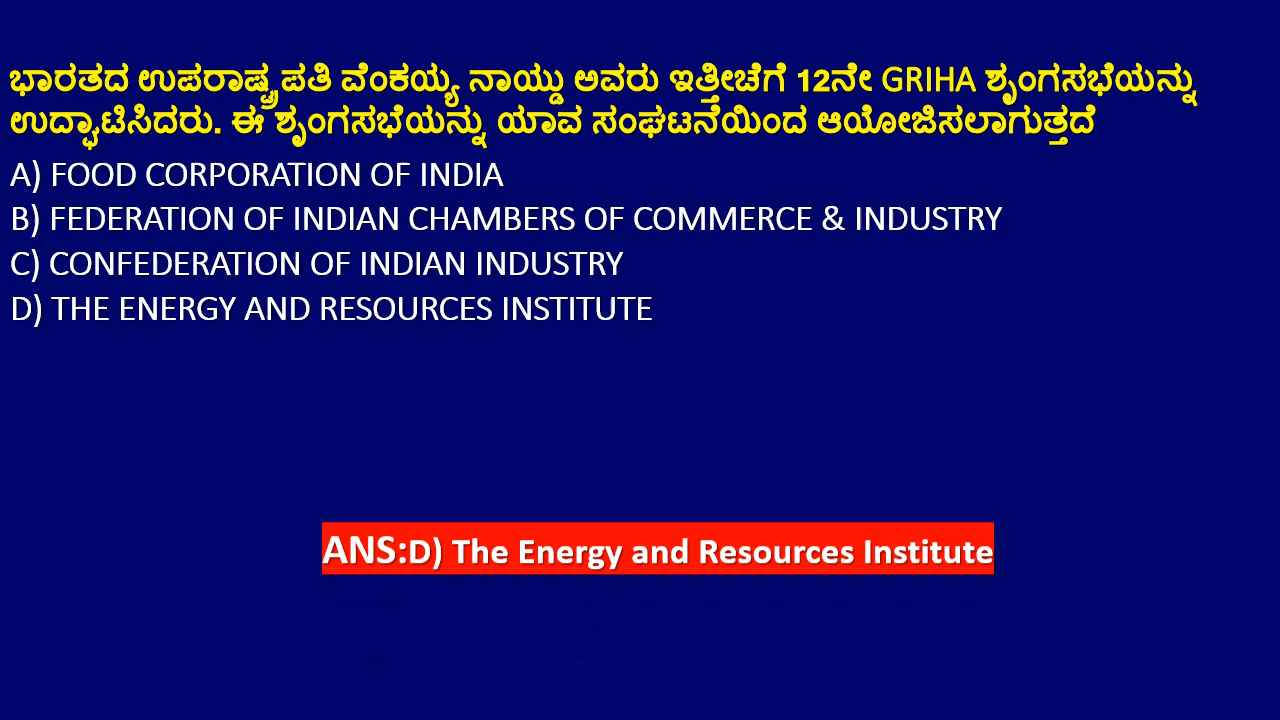 ಭಾರತದ ಉಪರಾಷ್ಟ್ರಪತಿ ವೆಂಕಯ್ಯ ನಾಯ್ಡು ಅವರು ಇತ್ತೀಚೆಗೆ 12ನೇ GRIHA ಶೃಂಗಸಭೆಯನ್ನು
ಉದ್ಘಾಟಿಸಿದರು. ಈ ಶೃಂಗಸಭೆಯನ್ನು ಯಾವ ಸಂಘಟನೆಯಿಂದ ಆಯೋಜಿಸಲಾಗುತ್ತದೆ
A) FOOD CORPORATION OF INDIA
B) FEDERATION OF INDIAN CHAMBERS OF COMMERCE & INDUSTRY
C) CONFEDERATION OF INDIAN INDUSTRY
D) THE ENERGY AND RESOURCES INSTITUTE
ANS:D) The Energy and Resources Institute